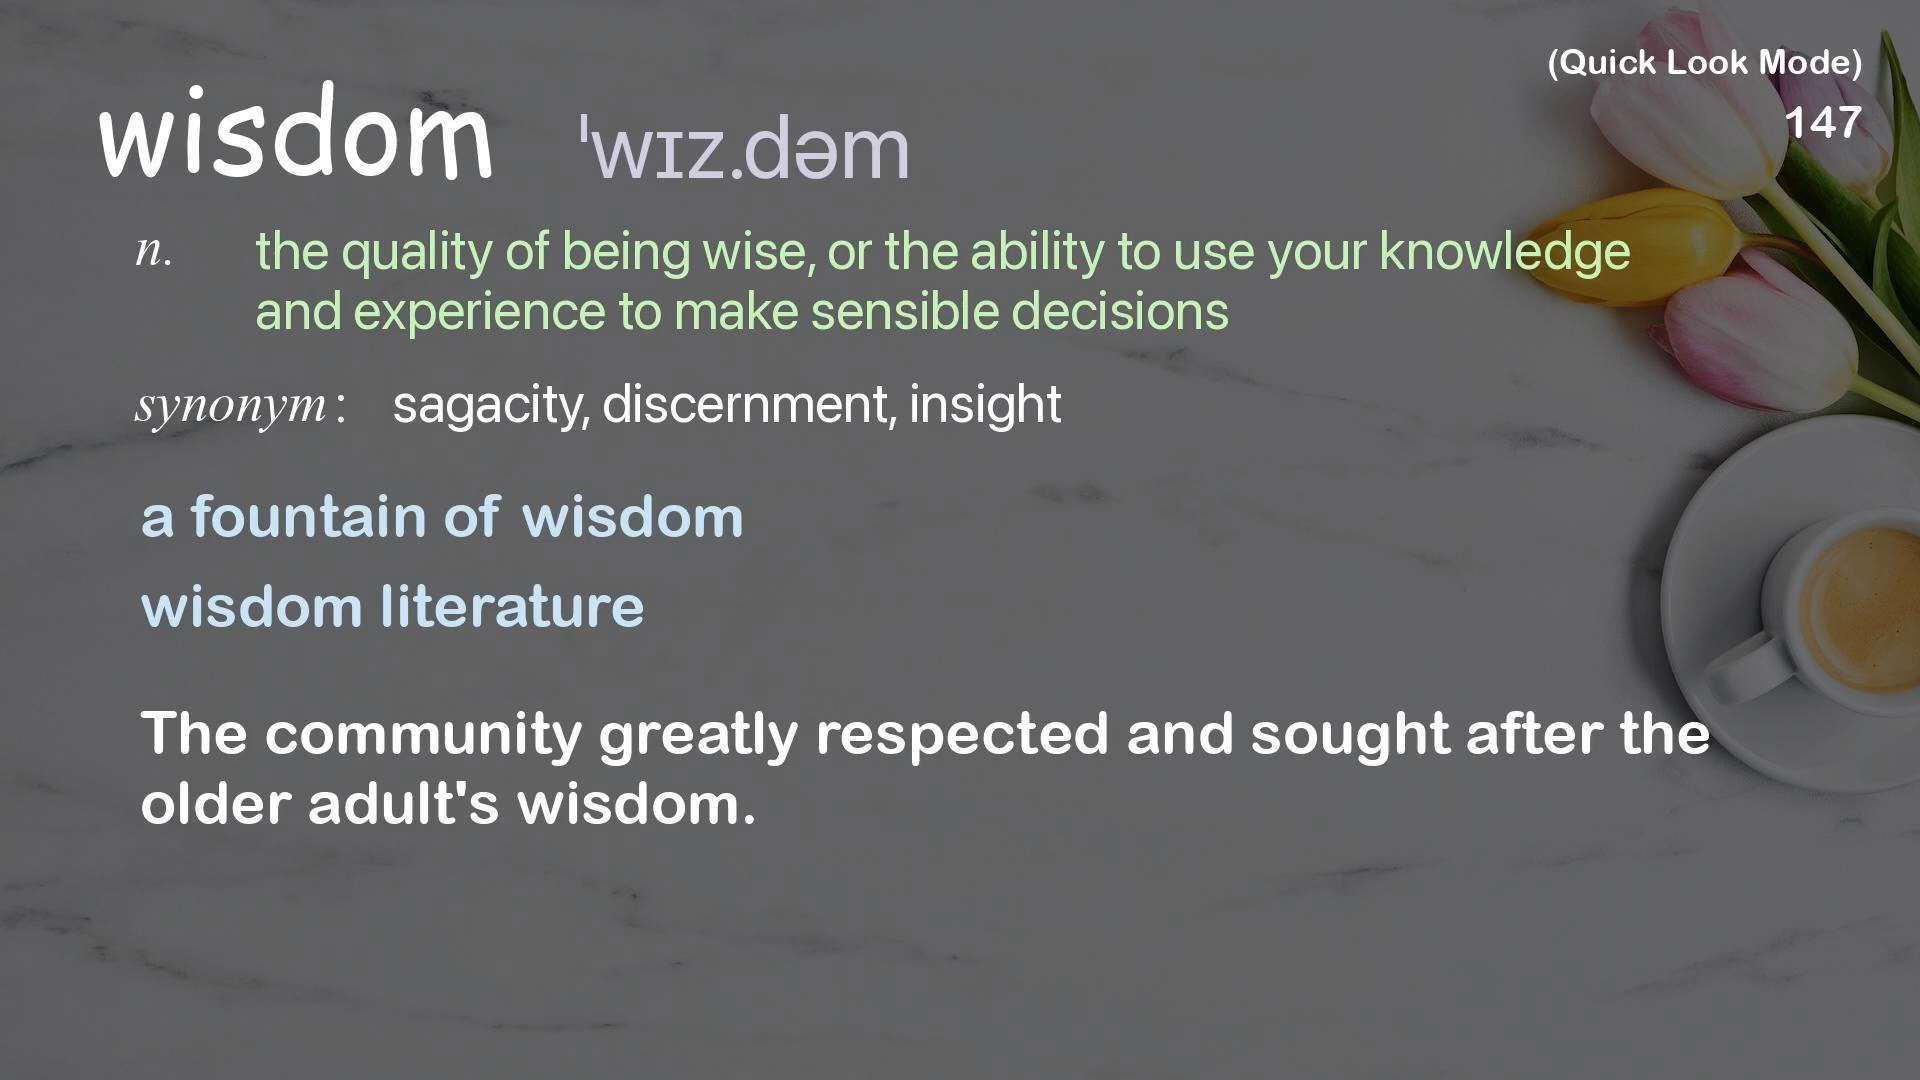 (Quick Look Mode)
147
wisdom ˈwɪz.dəm
n. the quality of being wise, or the ability to use your knowledge
and experience to make sensible decisions
synonym: sagacity, discernment, insight
a fountain of wisdom
wisdom literature
The community greatly respected and sought after the
older adult's wisdom.